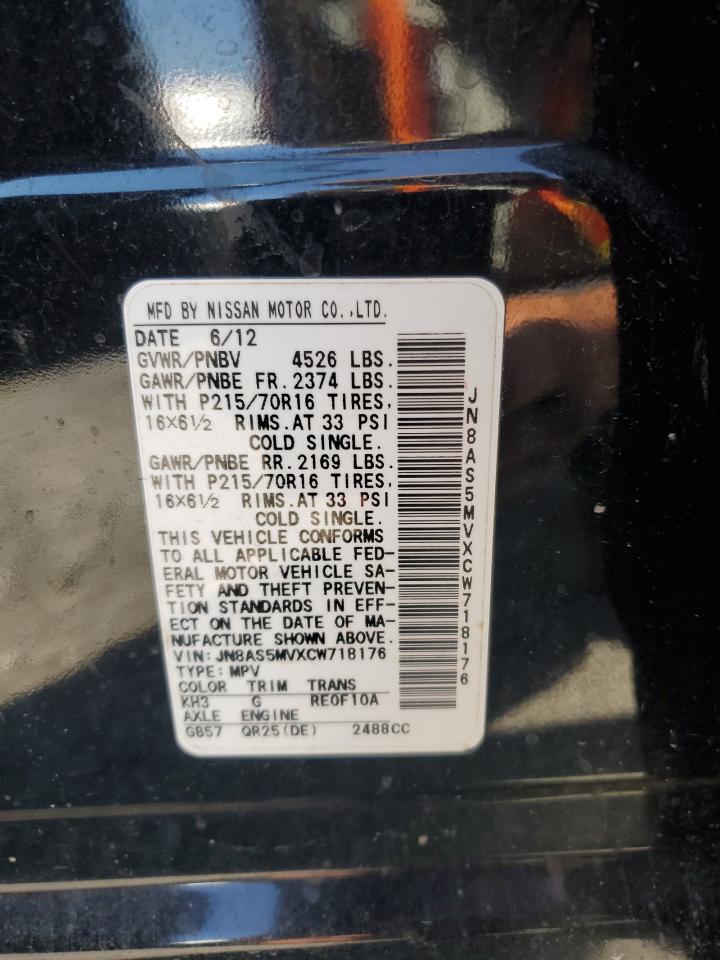 MFD BY NISSAN MOTOR CO.,LTD.
DATE 6/12
GVWR/PNBV 4526 LBS.
GAWR/PNBE FR.2374 LBS.
WITH P215/70R16 TIRES,
16X6½ RIMS.AT 33 PSI
COLD SINGLE.
GAWR/PNBE RR.2169 LBS.
WITH P215/70R16 TIRES,
16X6½ RIMS.AT 33 PSI
COLD SINGLE.
THIS VEHICLE CONFORMS
TO ALL APPLICABLE FED-
ERAL MOTOR VEHICLE SA-
FETY AND THEFT PREVEN-
TION STANDARDS IN EFF-
ECT ON THE DATE OF MA-
NUFACTURE SHOWN ABOVE.
VIN:JN8AS5MVXCW718176
TYPE:MPV
COLOR TRIM TRANS
KH3 G RE0F10A
AXLE ENGINE
GB57 QR25(DE) 2488CC
JN8AS5MVXCW718176